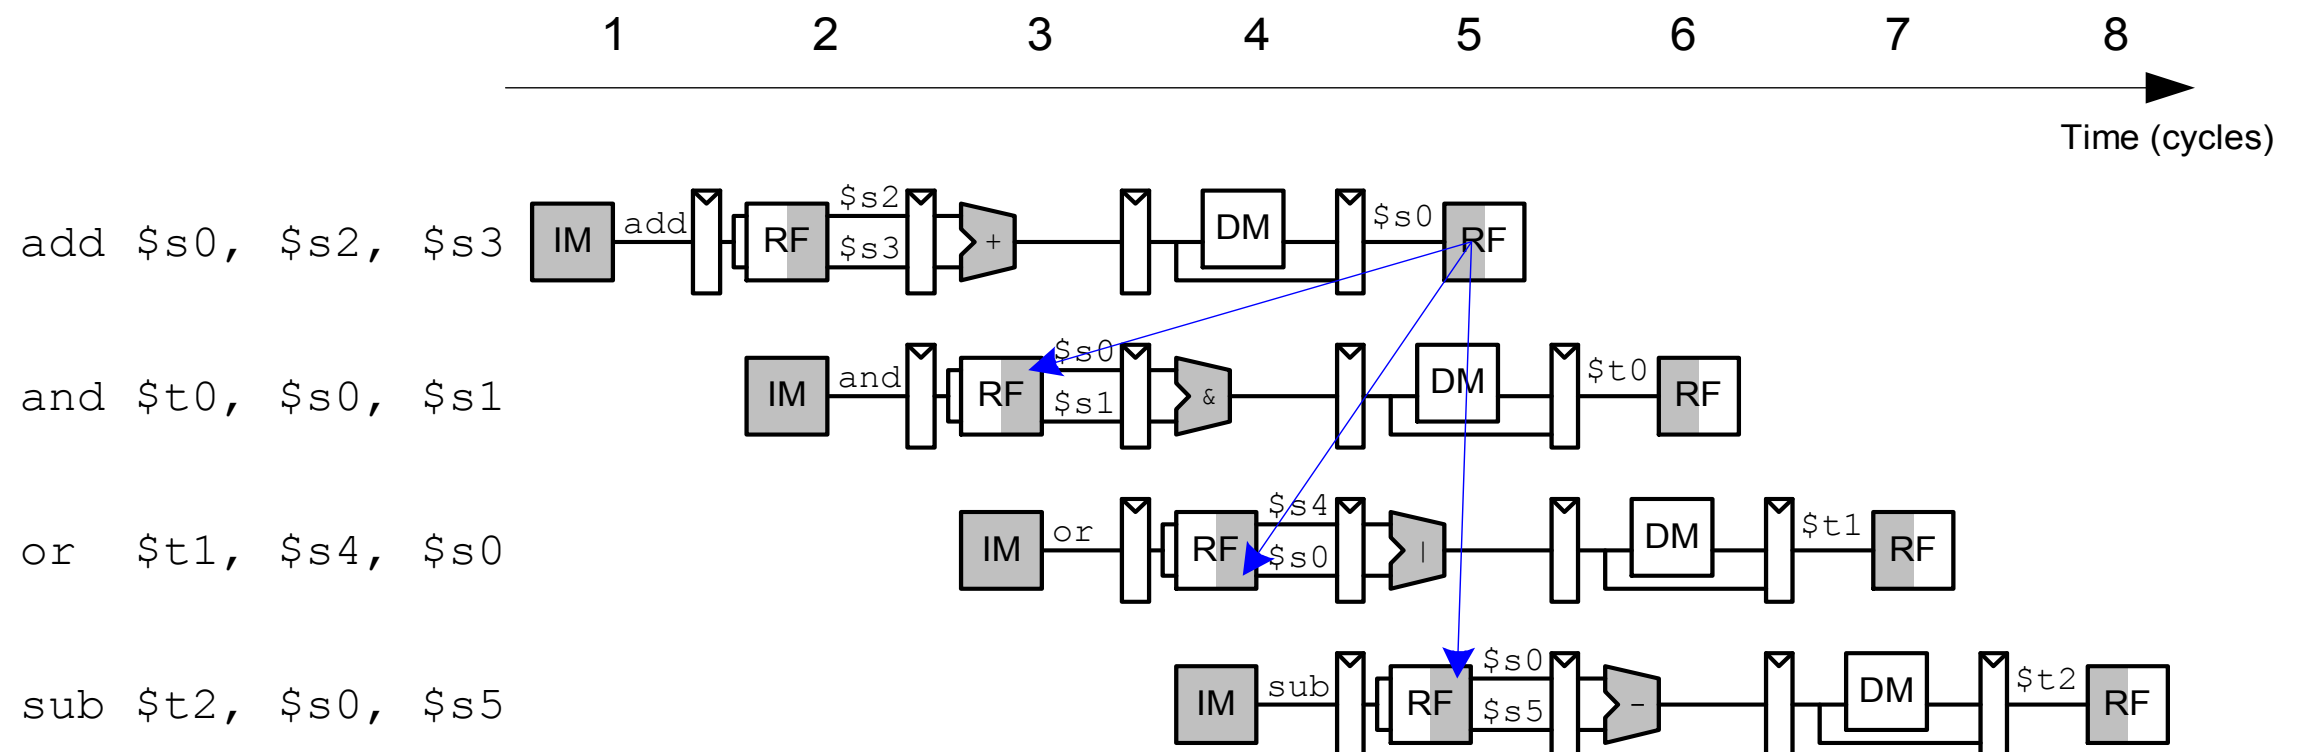 1 2 3 4 5 6 7 8
Time (cycles)
add $s0, $s2, $s3 IM add RF $s2 $s3 + DM $s0 RF
and $t0, $s0, $s1 IM and RF $s0 $s1 & DM $t0 RF
or $t1, $s4, $s0 IM or RF $s4 $s0 | DM $t1 RF
sub $t2, $s0, $s5 IM sub RF $s0 $s5 - DM $t2 RF